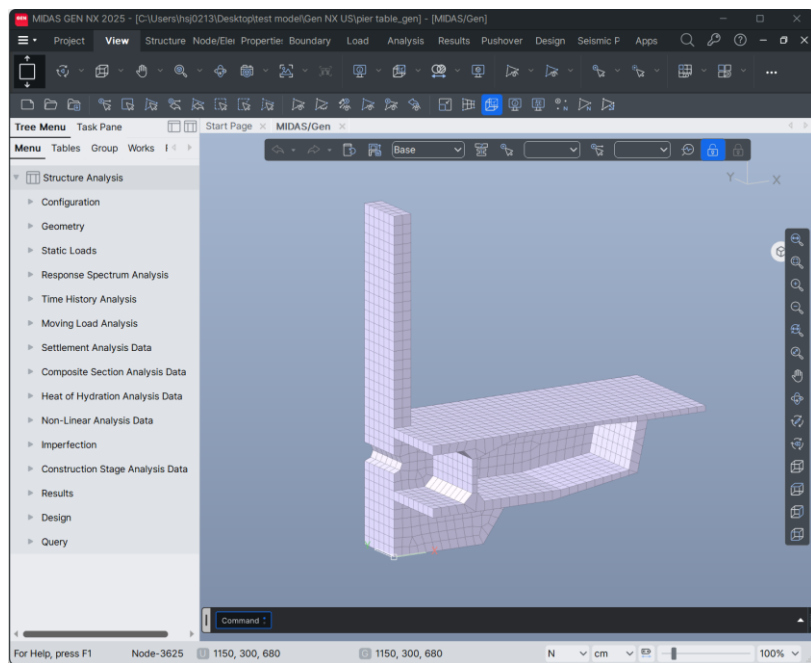 GEN MIDAS GEN NX 2025 - [C:\Users\hsj0213\Desktop\test model\Gen NX US\pier table_gen] - [MIDAS/Gen]
Project View Structure Node/Eler Propertie Boundary Load Analysis Results Pushover Design Seismic P Apps
Tree Menu Task Pane Start Page MIDAS/Gen
Menu Tables Group Works
Base
Structure Analysis
Y X
Configuration
Geometry
Static Loads
Response Spectrum Analysis
Time History Analysis
Moving Load Analysis
Settlement Analysis Data
Composite Section Analysis Data
Heat of Hydration Analysis Data
Non-Linear Analysis Data
Imperfection
Construction Stage Analysis Data
Results
Design
Query
Command :
For Help, press F1 Node-3625 U 1150, 300, 680 G 1150, 300, 680 N cm 100%